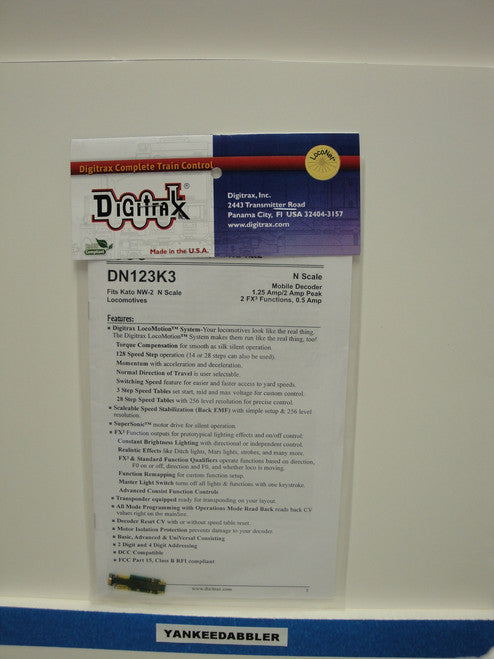 Digitrax Complete Train Control
LocoNet
DIGITRAX ®
Digitrax, Inc.
2443 Transmitter Road
Panama City, Fl USA 32404-3157
www.digitrax.com
Compliant
Made in the U.S.A.
DN123K3
N Scale
Fits Kato NW-2 N Scale
Locomotives
Mobile Decoder
1.25 Amp/2 Amp Peak
2 FX³ Functions, 0.5 Amp
Features:
Digitrax LocoMotion™ System-Your locomotives look like the real thing.
The Digitrax LocoMotion™ System makes them run like the real thing, too!
Torque Compensation for smooth as silk silent operation.
128 Speed Step operation (14 or 28 steps can also be used).
Momentum with acceleration and deceleration.
Normal Direction of Travel is user selectable.
Switching Speed feature for easier and faster access to yard speeds.
3 Step Speed Tables set start, mid and max voltage for custom control.
28 Step Speed Tables with 256 level resolution for precise control.
Scaleable Speed Stabilization (Back EMF) with simple setup & 256 level
resolution.
SuperSonic™ motor drive for silent operation.
FX³ Function outputs for prototypical lighting effects and on/off control:
Constant Brightness Lighting with directional or independent control.
Realistic Effects like Ditch lights, Mars lights, strobes, and many more.
FX³ & Standard Function Qualifiers operate functions based on direction,
F0 on or off, direction and F0, and whether loco is moving.
Function Remapping for custom function setup.
Master Light Switch turns off all lights & functions with one keystroke.
Advanced Consist Function Controls
Transponder equipped ready for transponding on your layout.
All Mode Programming with Operations Mode Read Back reads back CV
values right on the mainline.
Decoder Reset CV with or without speed table reset.
Motor Isolation Protection prevents damage to your decoder.
Basic, Advanced & UniVersal Consisting
2 Digit and 4 Digit Addressing
DCC Compatible
FCC Part 15, Class B RFI compliant
www.digitrax.com
1
YANKEEDABBLER